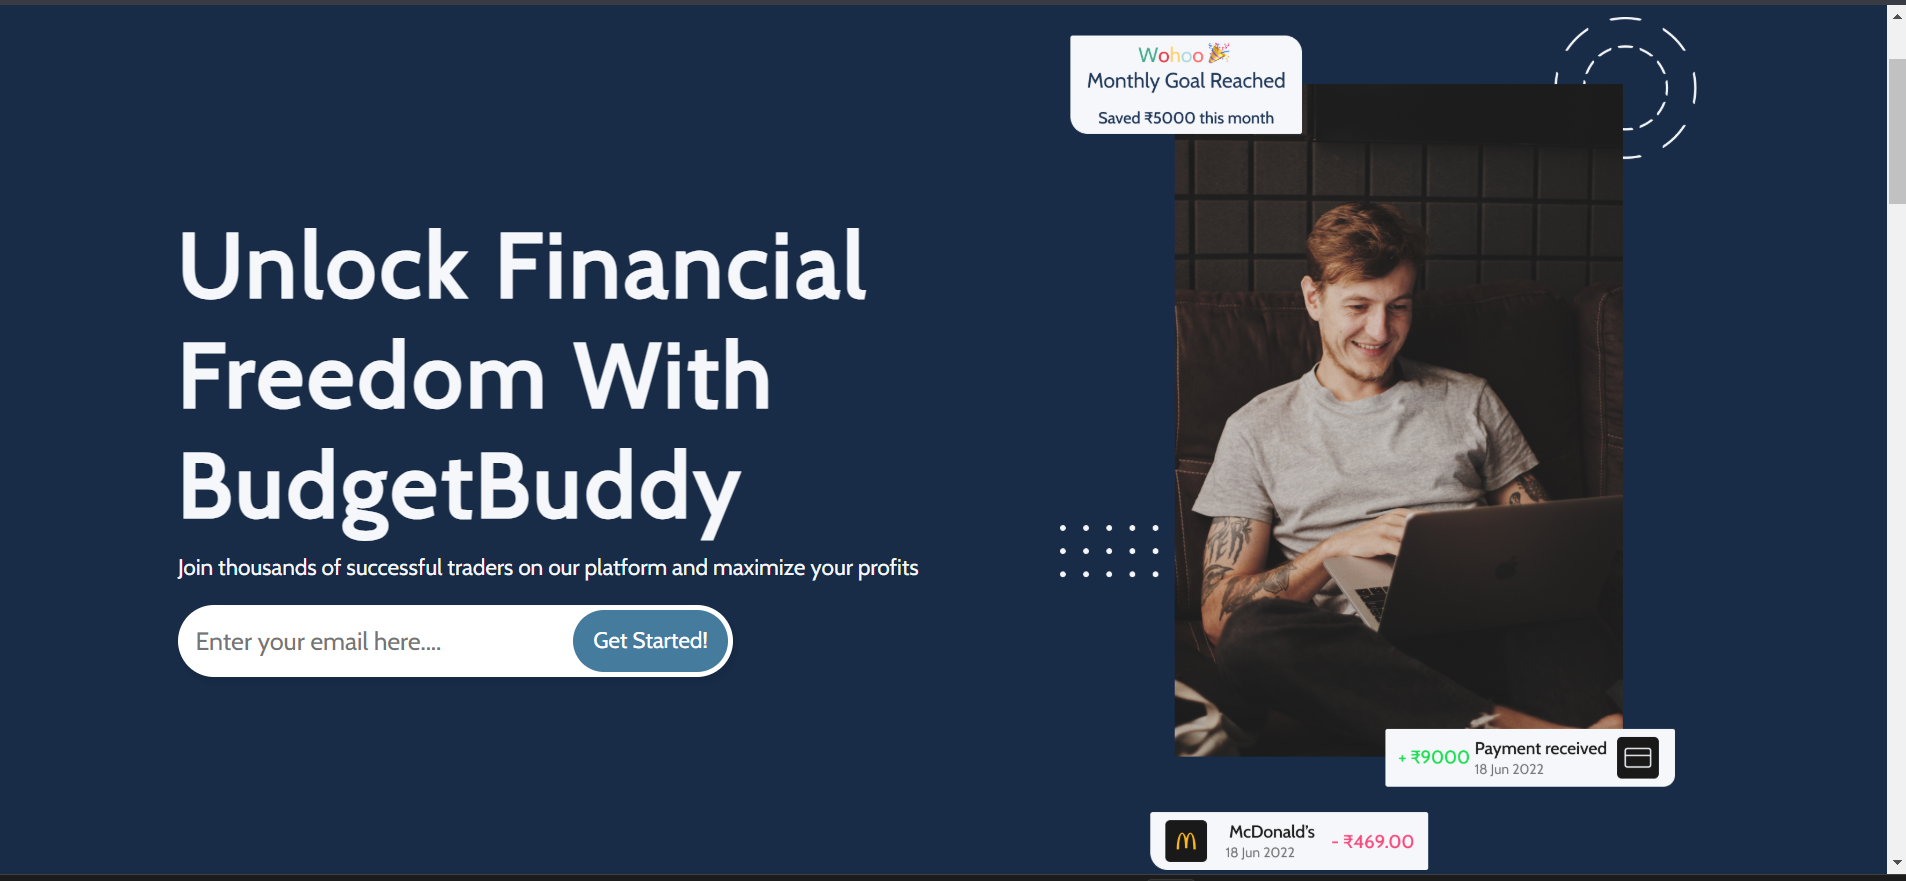 Wohoo 🎉
Monthly Goal Reached
Saved ₹5000 this month
Unlock Financial
Freedom With
BudgetBuddy
Join thousands of successful traders on our platform and maximize your profits
Enter your email here....
Get Started!
+ ₹9000
Payment received
18 Jun 2022
McDonald's
18 Jun 2022
- ₹469.00